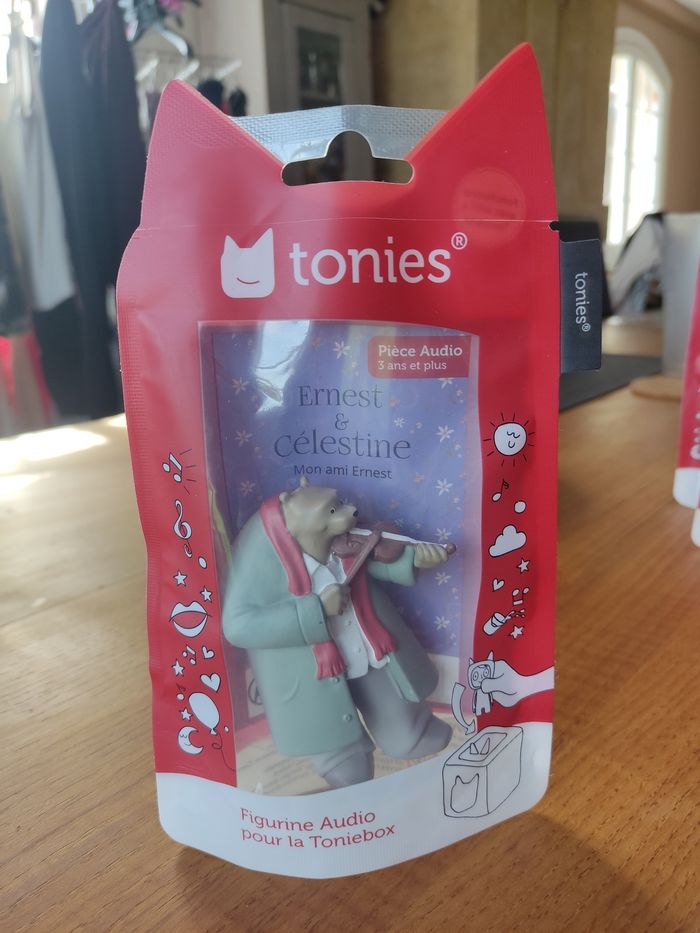 tonies®
tonies®
Pièce Audio
3 ans et plus
Ernest
&
Célestine
Mon ami Ernest
Figurine Audio
pour la Toniebox